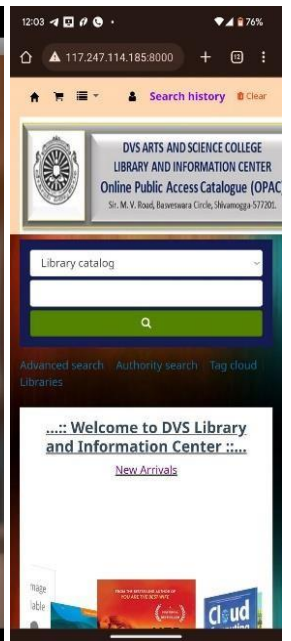 12:03
76%
117.247.114.185:8000
12
Search history Clear
DVS ARTS AND SCIENCE COLLEGE
LIBRARY AND INFORMATION CENTER
Online Public Access Catalogue (OPAC)
Sir. M. V. Road, Basveswara Circle, Shivamogga-577201.
Library catalog
Advanced search Authority search Tag cloud
Libraries
...:: Welcome to DVS Library
and Information Center ::...
New Arrivals
mage
lable
FROM THE BESTSELLING AUTHOR OF
YOU ARE THE BEST WIFE
Cloud